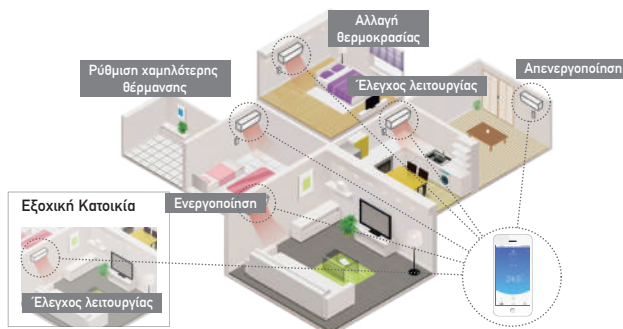 Αλλαγή
θερμοκρασίας
Ρύθμιση χαμηλότερης
θέρμανσης
Έλεγχος λειτουργίας
Απενεργοποίηση
Εξοχική Κατοικία
Ενεργοποίηση
Έλεγχος λειτουργίας